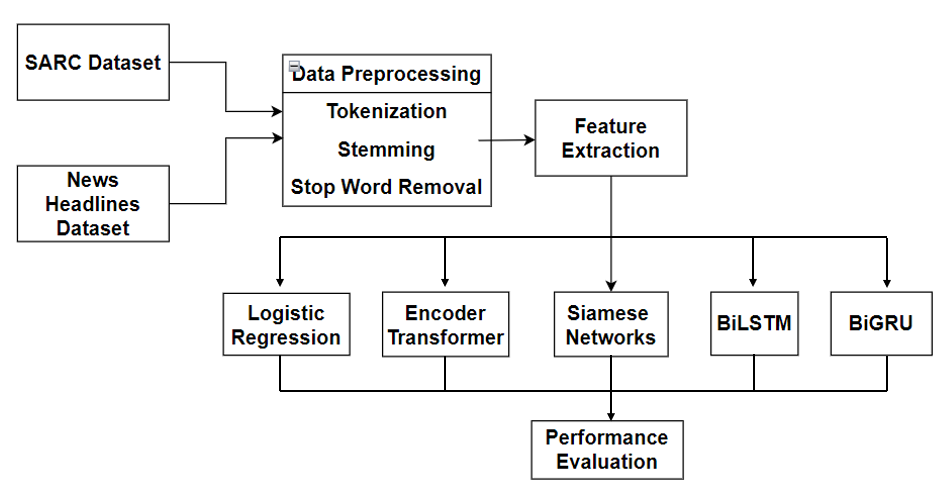 SARC Dataset
Data Preprocessing
Tokenization
Stemming
Stop Word Removal
News
Headlines
Dataset
Feature
Extraction
Logistic
Regression
Encoder
Transformer
Siamese
Networks
BiLSTM
BiGRU
Performance
Evaluation